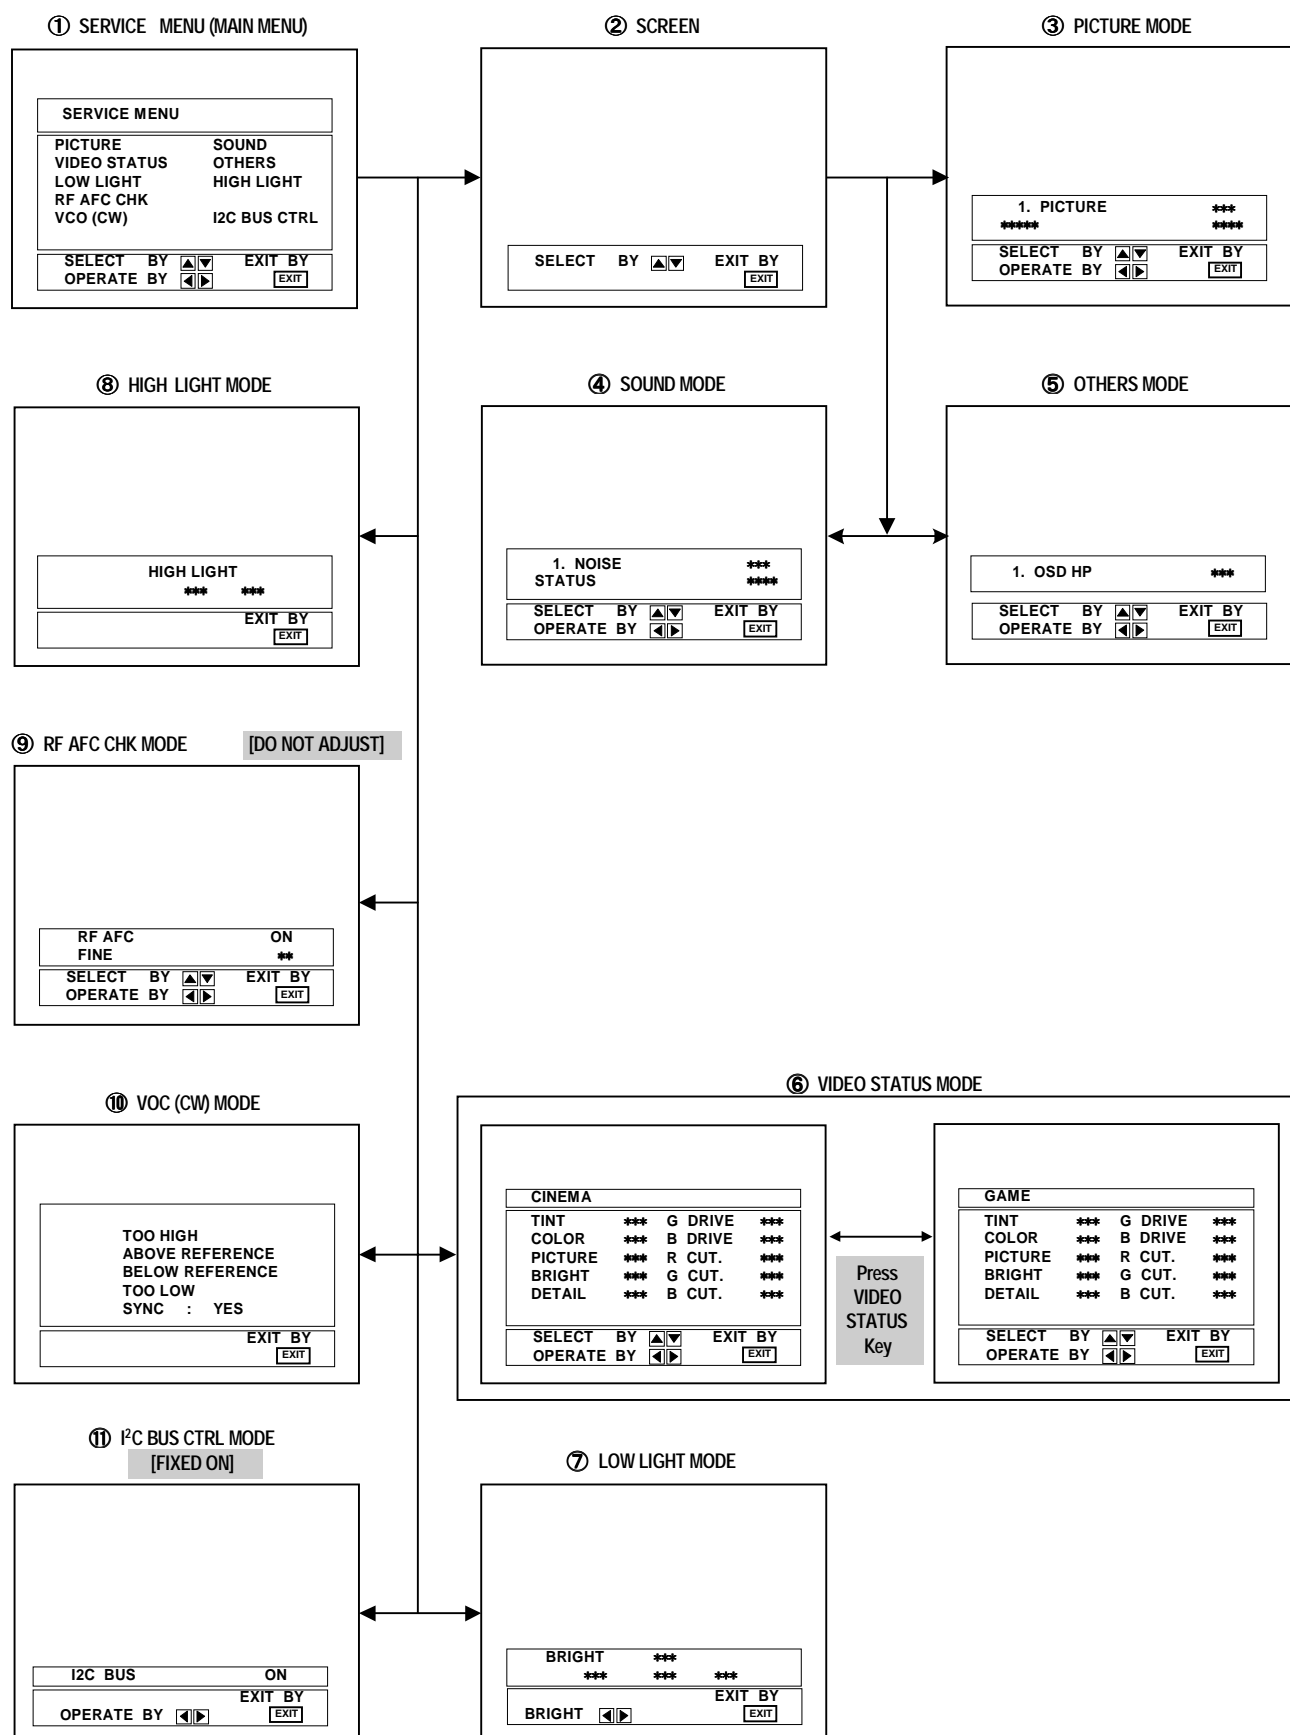 ① SERVICE MENU (MAIN MENU)
SERVICE MENU
PICTURE SOUND
VIDEO STATUS OTHERS
LOW LIGHT HIGH LIGHT
RF AFC CHK
VCO (CW) I2C BUS CTRL
SELECT BY ▲▼ EXIT BY
OPERATE BY ◀▶ EXIT
② SCREEN
SELECT BY ▲▼ EXIT BY
EXIT
③ PICTURE MODE
1. PICTURE ***
***** ****
SELECT BY ▲▼ EXIT BY
OPERATE BY ◀▶ EXIT
⑧ HIGH LIGHT MODE
HIGH LIGHT
*** ***
EXIT BY
EXIT
④ SOUND MODE
1. NOISE ***
STATUS ****
SELECT BY ▲▼ EXIT BY
OPERATE BY ◀▶ EXIT
⑤ OTHERS MODE
1. OSD HP ***
SELECT BY ▲▼ EXIT BY
OPERATE BY ◀▶ EXIT
⑨ RF AFC CHK MODE [DO NOT ADJUST]
RF AFC ON
FINE **
SELECT BY ▲▼ EXIT BY
OPERATE BY ◀▶ EXIT
⑩ VOC (CW) MODE
TOO HIGH
ABOVE REFERENCE
BELOW REFERENCE
TOO LOW
SYNC : YES
EXIT BY
EXIT
⑥ VIDEO STATUS MODE
CINEMA
TINT *** G DRIVE ***
COLOR *** B DRIVE ***
PICTURE *** R CUT. ***
BRIGHT *** G CUT. ***
DETAIL *** B CUT. ***
SELECT BY ▲▼ EXIT BY
OPERATE BY ◀▶ EXIT
Press
VIDEO
STATUS
Key
GAME
TINT *** G DRIVE ***
COLOR *** B DRIVE ***
PICTURE *** R CUT. ***
BRIGHT *** G CUT. ***
DETAIL *** B CUT. ***
SELECT BY ▲▼ EXIT BY
OPERATE BY ◀▶ EXIT
⑪ I²C BUS CTRL MODE
[FIXED ON]
I2C BUS ON
EXIT BY
OPERATE BY ◀▶ EXIT
⑦ LOW LIGHT MODE
BRIGHT ***
*** *** ***
EXIT BY
BRIGHT ◀▶ EXIT